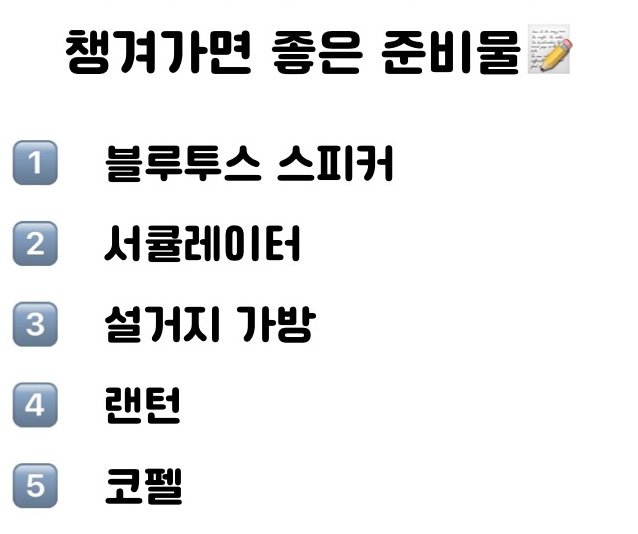 챙겨가면 좋은 준비물📝
1 블루투스 스피커
2 서큘레이터
3 설거지 가방
4 랜턴
5 코펠